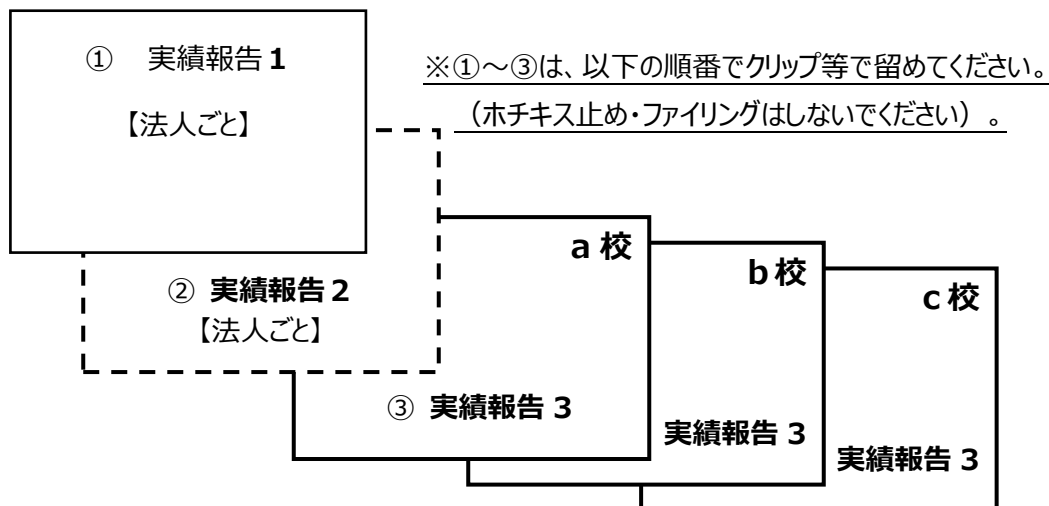 ① 実績報告1
【法人ごと】
※①～③は、以下の順番でクリップ等で留めてください。
（ホチキス止め・ファイリングはしないでください）。
② 実績報告２
【法人ごと】
a校
③ 実績報告３
b校
実績報告３
c校
実績報告３